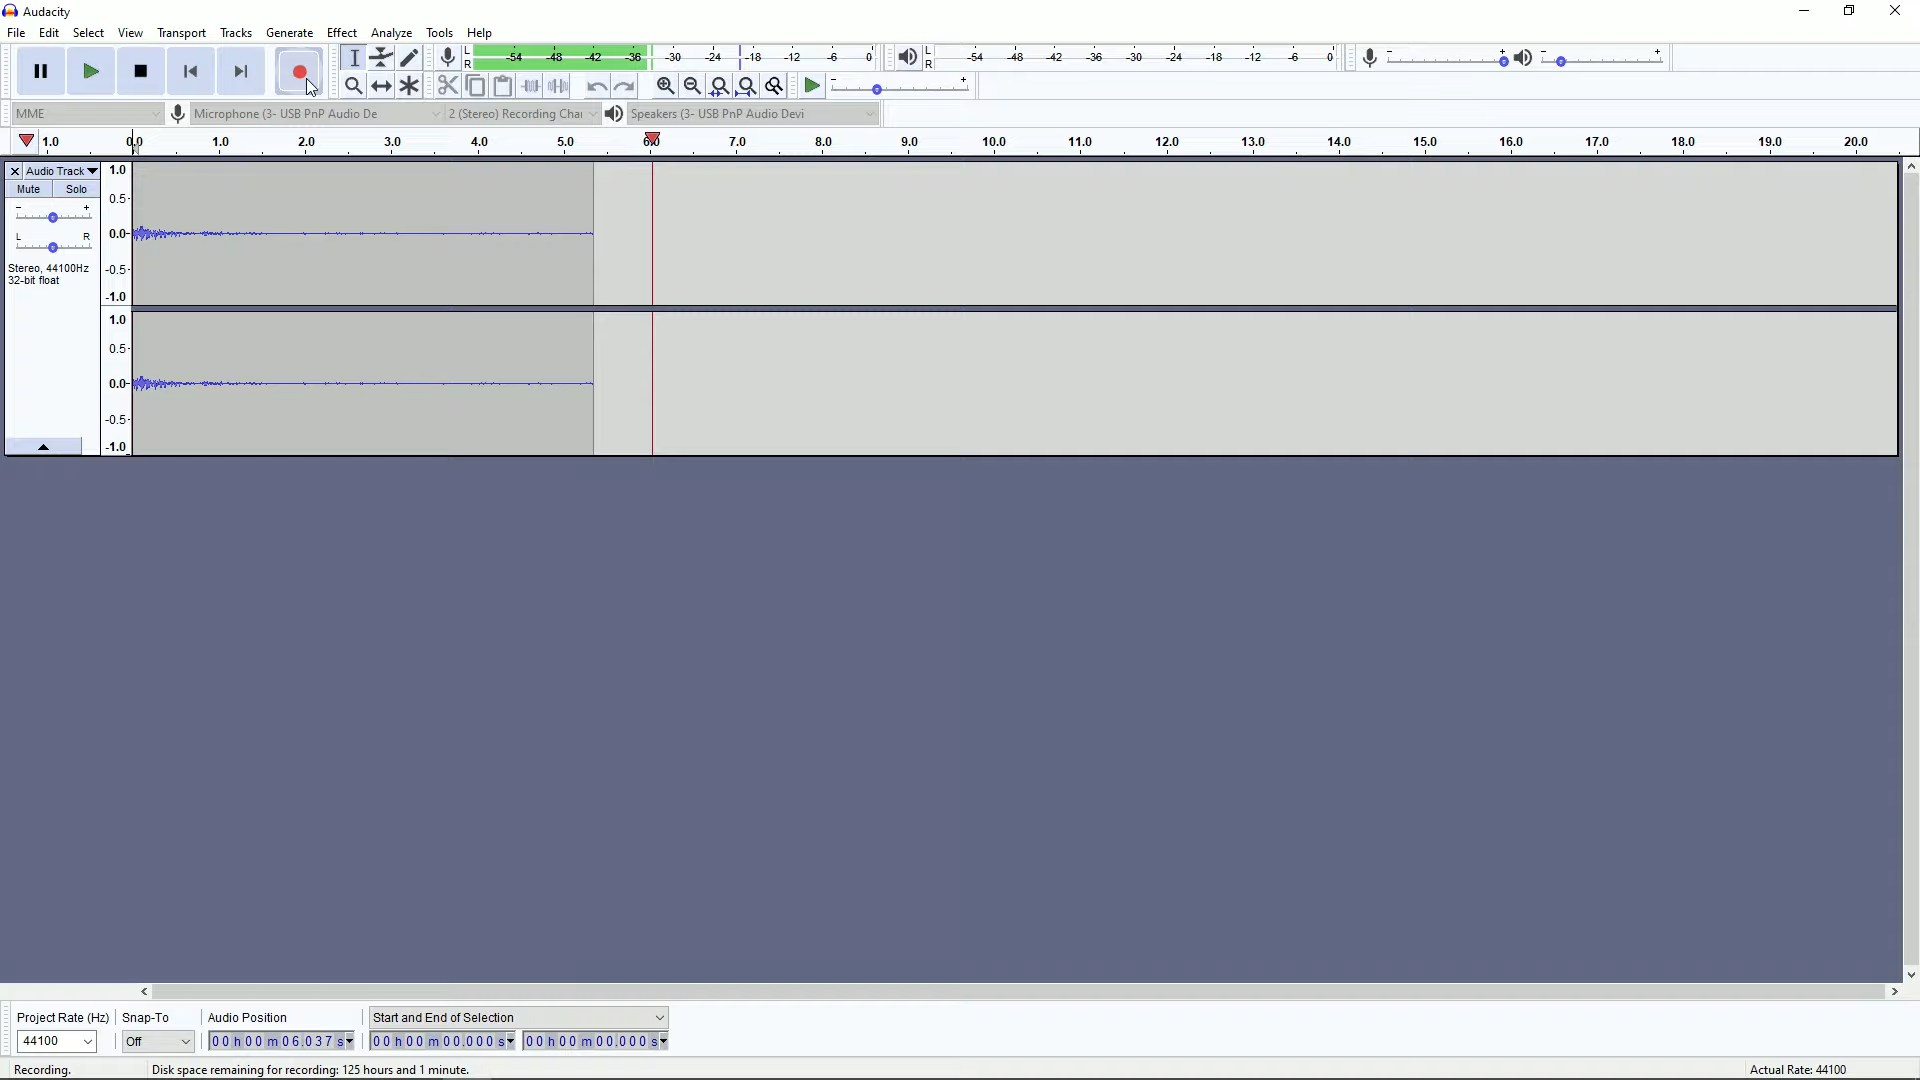 Audacity
File Edit Select View Transport Tracks Generate Effect Analyze Tools Help
L R -54 -48 -42 -36 -30 -24 -18 -12 -6 0 L R -54 -48 -42 -36 -30 -24 -18 -12 -6 0 - + - +
- +
MME Microphone (3- USB PnP Audio De 2 (Stereo) Recording Char Speakers (3- USB PnP Audio Devi
1.0 0.0 1.0 2.0 3.0 4.0 5.0 6.0 7.0 8.0 9.0 10.0 11.0 12.0 13.0 14.0 15.0 16.0 17.0 18.0 19.0 20.0
Audio Track 1.0
Mute Solo 0.5
- +
L R 0.0
Stereo, 44100Hz -0.5
32-bit float
-1.0
1.0
0.5
0.0
-0.5
-1.0
Project Rate (Hz) Snap-To Audio Position Start and End of Selection
44100 Off 00 h 00 m 06.037 s 00 h 00 m 00.000 s 00 h 00 m 00.000 s
Recording. Disk space remaining for recording: 125 hours and 1 minute. Actual Rate: 44100